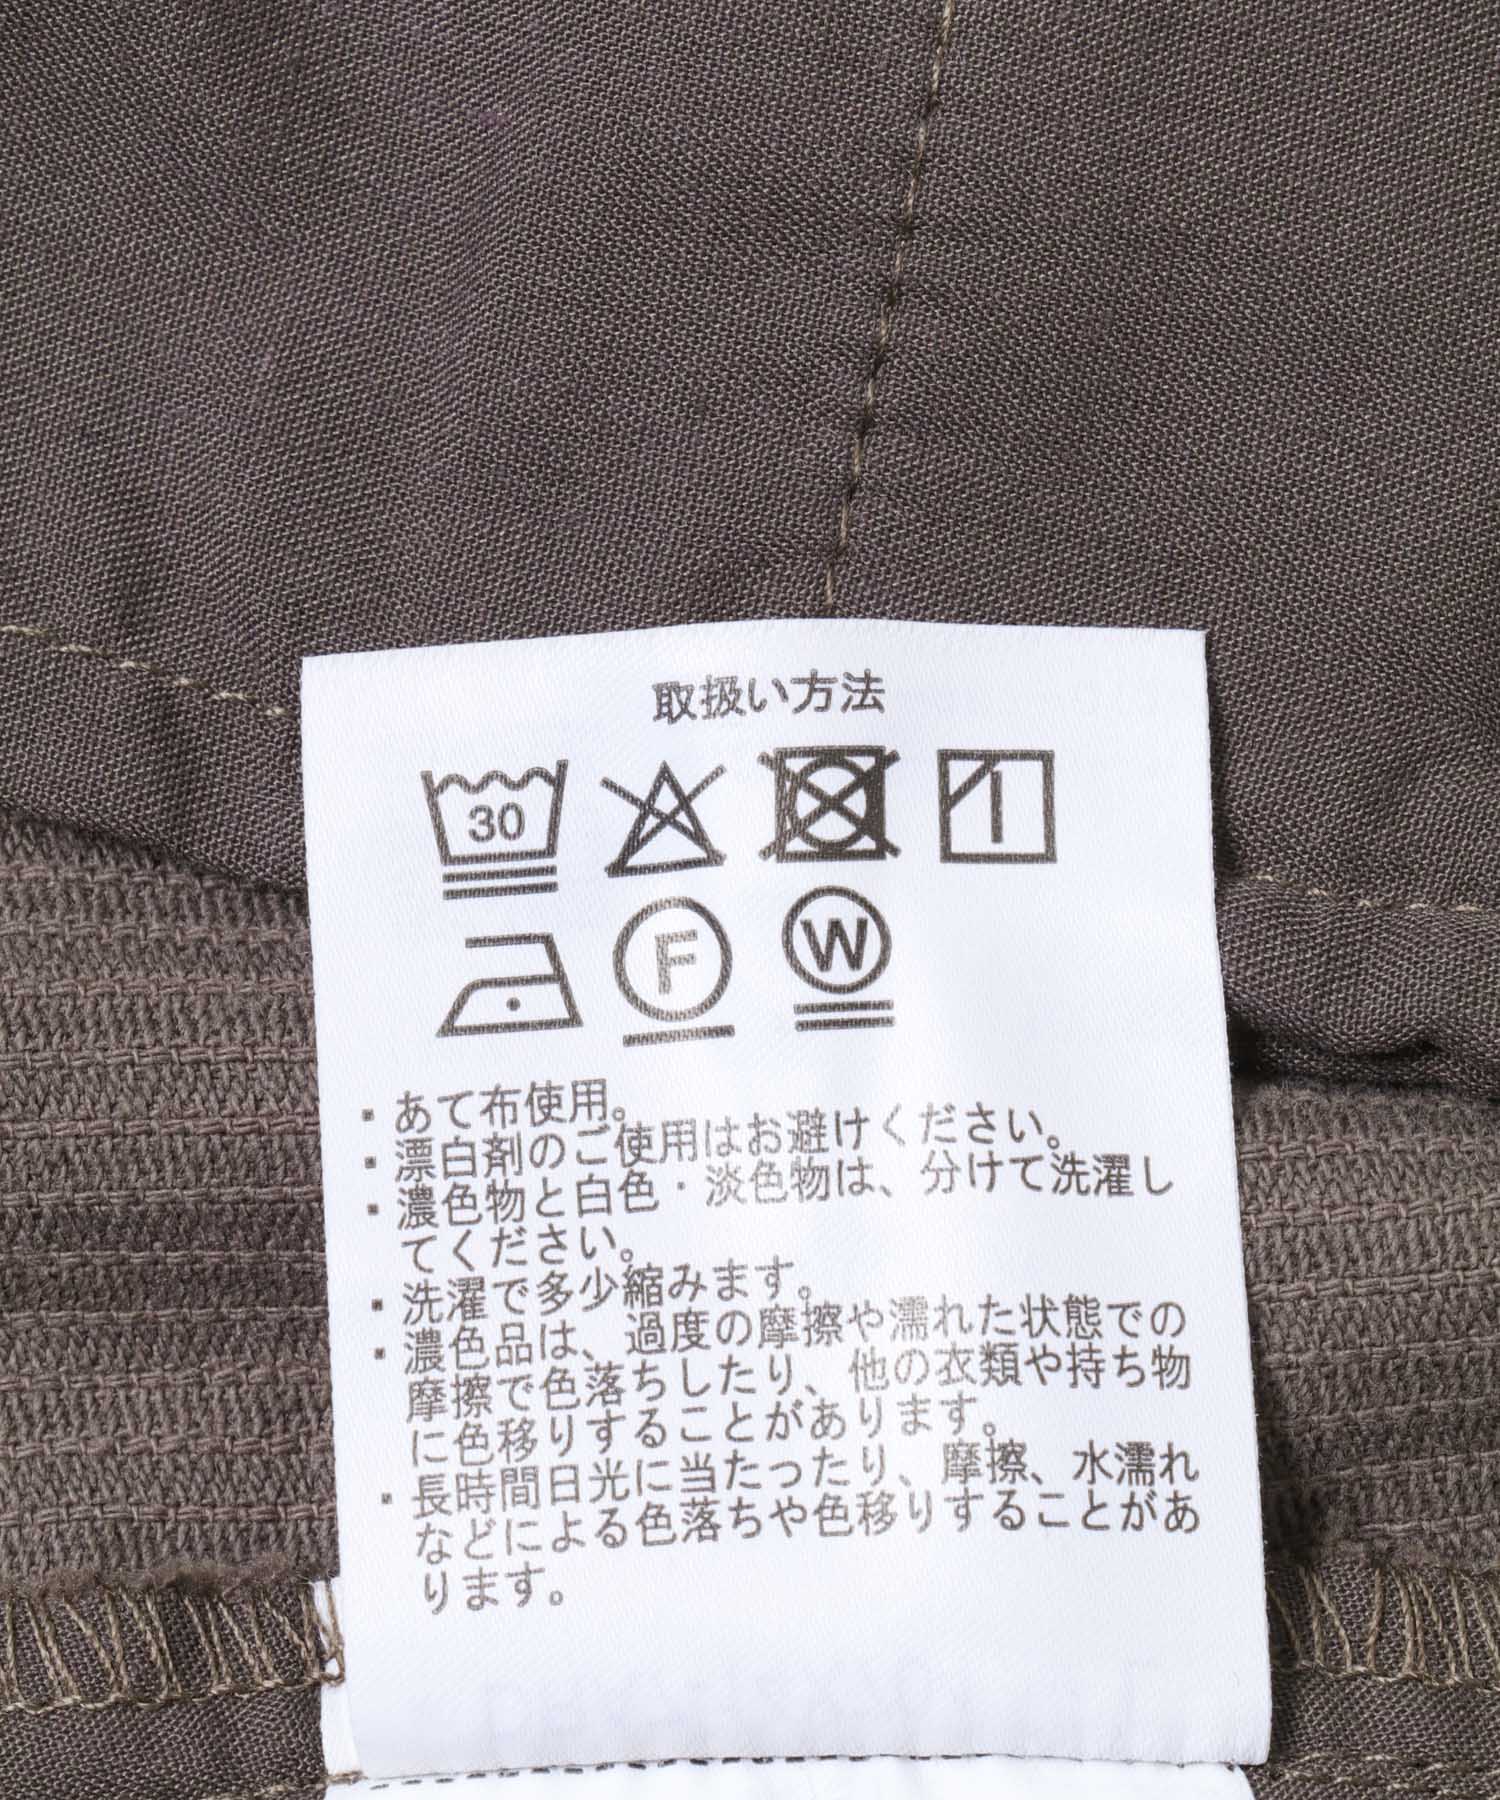 取扱い方法
30
F W
・あて布使用。
・漂白剤のご使用はお避けください。
・濃色物と白色・淡色物は、分けて洗濯し
てください。
・洗濯で多少縮みます。
・濃色品は、過度の摩擦や濡れた状態での
摩擦で色落ちしたり、他の衣類や持ち物
に色移りすることがあります。
・長時間日光に当たったり、摩擦、水濡れ
などによる色落ちや色移りすることがあ
ります。